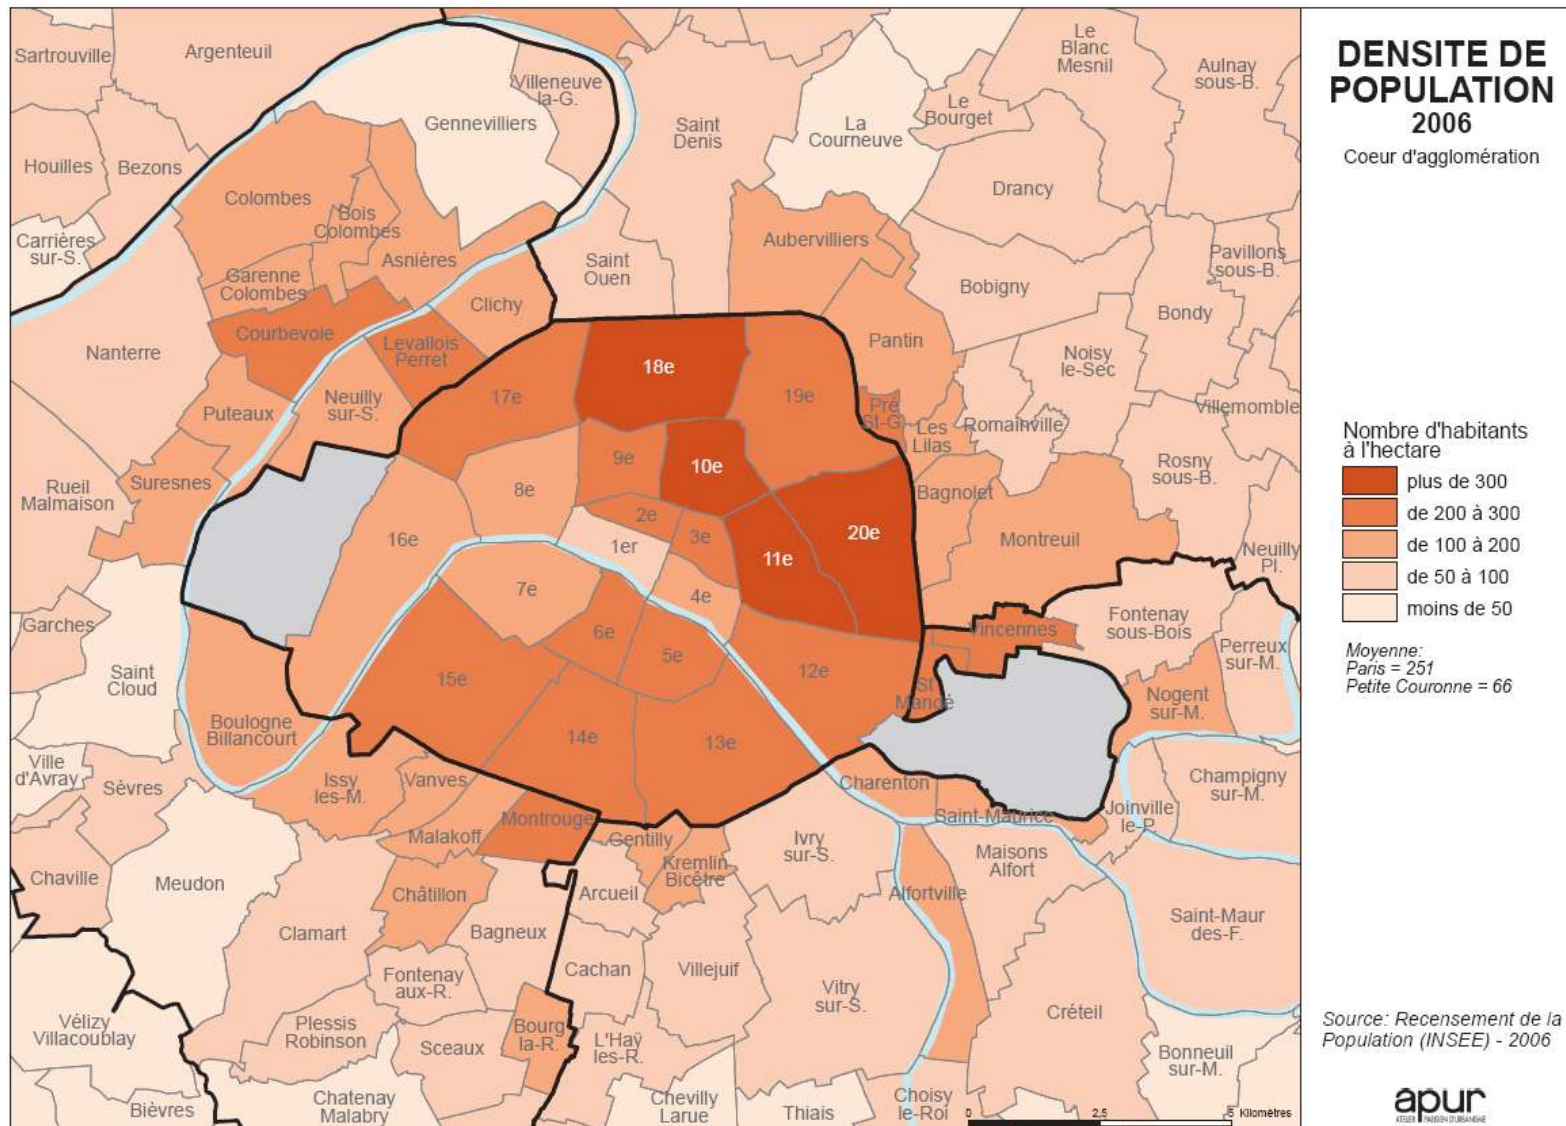 DENSITE DE
POPULATION
2006
Coeur d'agglomération
Nombre d'habitants
à l'hectare
plus de 300
de 200 à 300
de 100 à 200
de 50 à 100
moins de 50
Moyenne:
Paris = 251
Petite Couronne = 66
Source: Recensement de la
Population (INSEE) - 2006
apur
ATELIER PARISIEN D'URBANISME
Sartrouville
Argenteuil
Villeneuve
la-G.
Gennevilliers
Saint
Denis
La
Courneuve
Le
Bourget
Le
Blanc
Mesnil
Aulnay
sous-B.
Houilles
Bezons
Colombes
Bois
Colombes
Drancy
Carrières
sur-S.
Garenne
Colombes
Asnières
Saint
Ouen
Aubervilliers
Bobigny
Pavillons
sous-B.
Clichy
Bondy
Nanterre
Courbevoie
Levallois
Perret
Pantin
Noisy
le-Sec
Puteaux
Neuilly
sur-S.
17e
18e
19e
Pré
St-G.
Les
Lilas
Romainville
Villemomble
Rueil
Malmaison
Suresnes
8e
9e
10e
Bagnolet
Rosny
sous-B.
16e
1er
2e
3e
11e
20e
Montreuil
Neuilly
Pl.
7e
4e
Garches
Saint
Cloud
6e
5e
12e
Vincennes
Fontenay
sous-Bois
Perreux
sur-M.
15e
St
Mandé
Nogent
sur-M.
Boulogne
Billancourt
14e
13e
Ville
d'Avray
Sèvres
Issy
les-M.
Vanves
Charenton
Champigny
sur-M.
Malakoff
Montrouge
Gentilly
Saint-Maurice
Joinville
le-P.
Kremlin
Bicêtre
Ivry
sur-S.
Maisons
Alfort
Chaville
Meudon
Châtillon
Arcueil
Alfortville
Clamart
Bagneux
Saint-Maur
des-F.
Fontenay
aux-R.
Cachan
Villejuif
Vitry
sur-S.
Vélizy
Villacoublay
Plessis
Robinson
Sceaux
Bourg
la-R.
L'Haÿ
les-R.
Créteil
Bonneuil
sur-M.
Bièvres
Chatenay
Malabry
Chevilly
Larue
Thiais
Choisy
le-Roi
0 2,5 5 Kilomètres